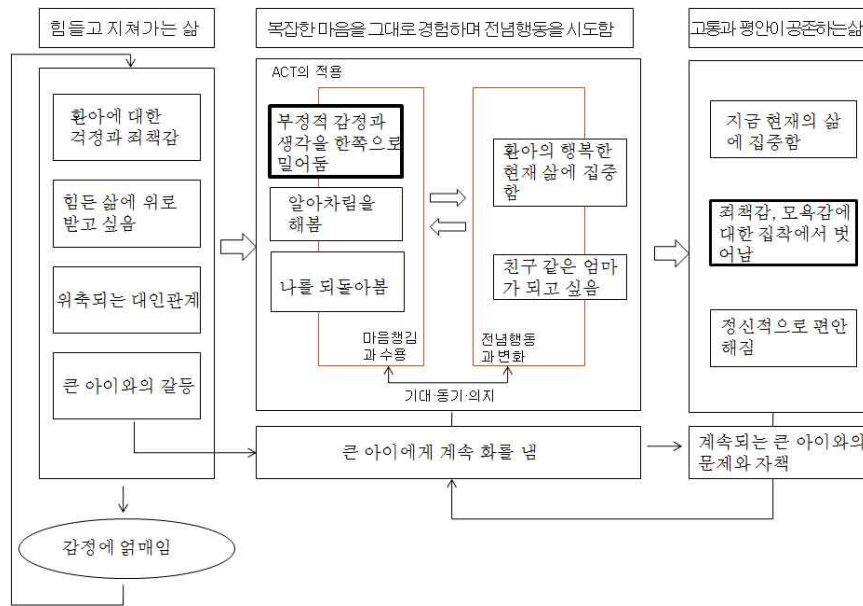 힘들고 지쳐가는 삶
복잡한 마음을 그대로 경험하며 전념행동을 시도함
고통과 평안이 공존하는삶
환아에 대한
걱정과 죄책감
힘든 삶에 위로
받고 싶음
위축되는 대인관계
큰 아이와의 갈등
감정에 얽매임
ACT의 적용
부정적 감정과
생각을 한쪽으로
밀어둠
알아차림을
해봄
나를 되돌아봄
마음챙김
과 수용
환아의 행복한
현재 삶에 집중
함
친구 같은 엄마
가 되고 싶음
전념행동
과 변화
기대·동기·의지
큰 아이에게 계속 화를 냄
지금 현재의 삶
에 집중함
죄책감, 모욕감에
대한 집착에서 벗
어남
정신적으로 편안
해짐
계속되는 큰 아이와의
문제와 자책